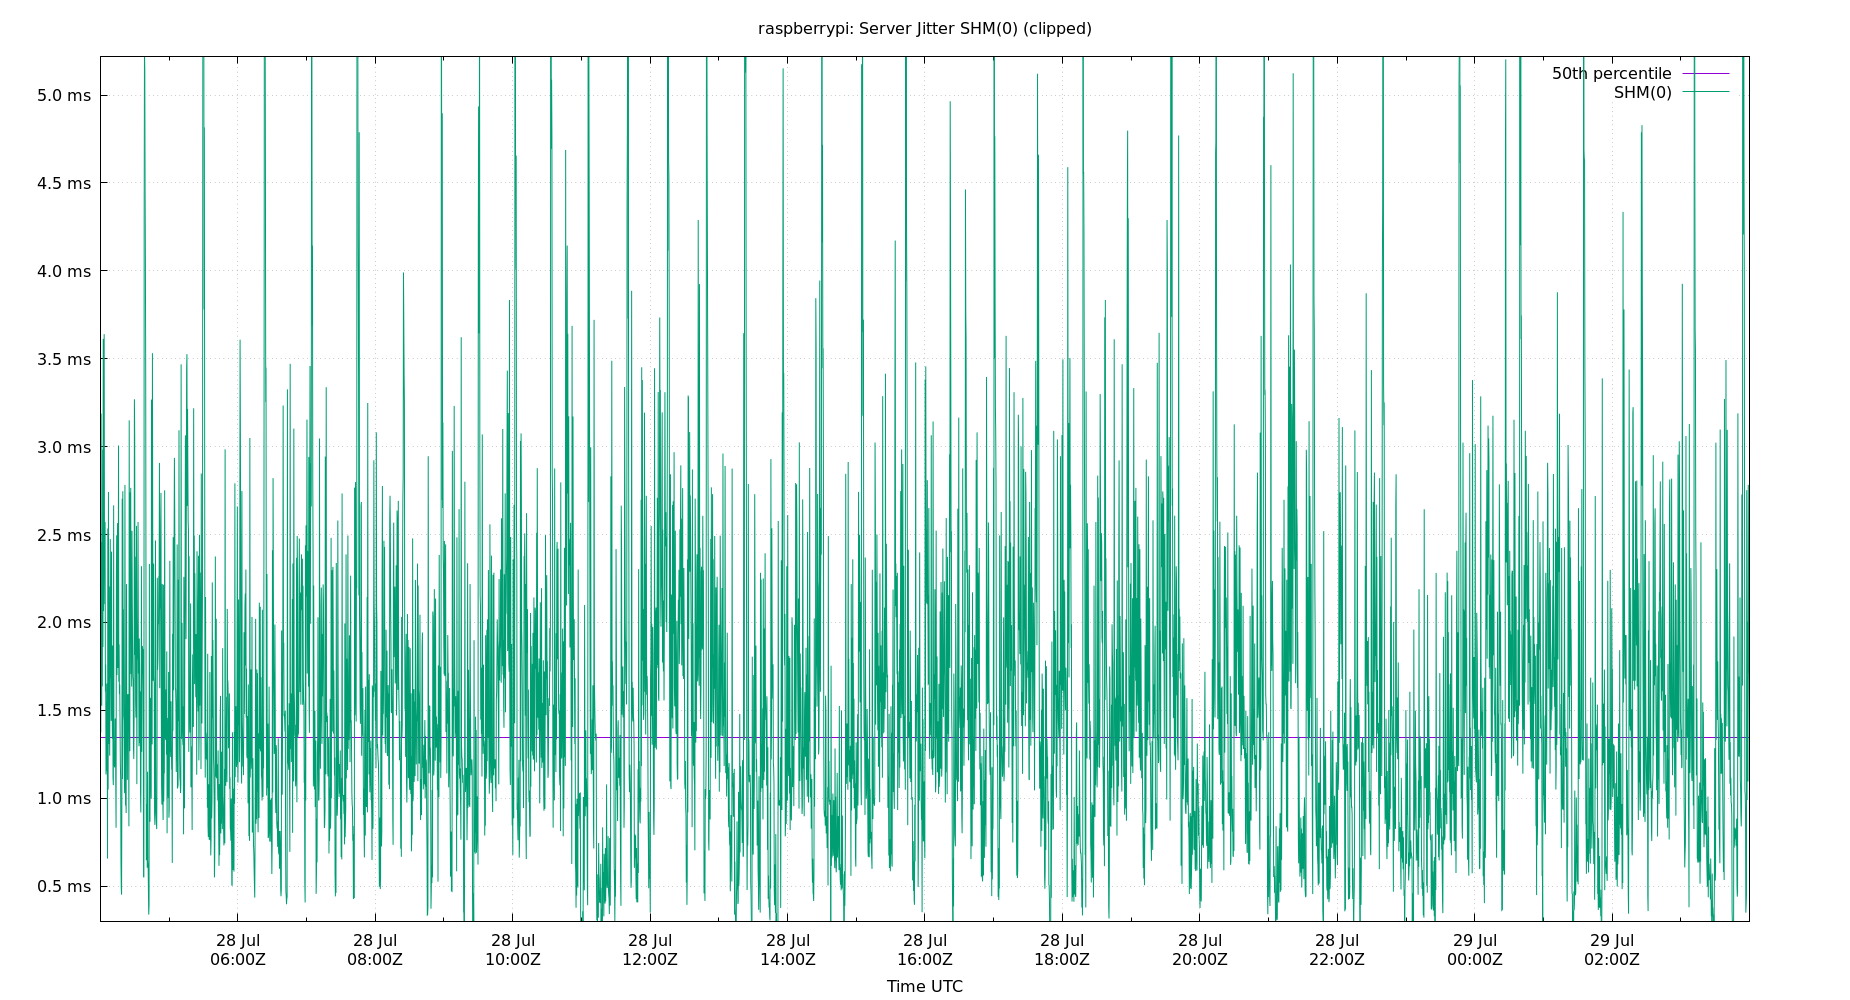 raspberrypi: Server Jitter SHM(0) (clipped)
50th percentile
SHM(0)
5.0 ms
4.5 ms
4.0 ms
3.5 ms
3.0 ms
2.5 ms
2.0 ms
1.5 ms
1.0 ms
0.5 ms
28 Jul 28 Jul 28 Jul 28 Jul 28 Jul 28 Jul 28 Jul 28 Jul 28 Jul 29 Jul 29 Jul
06:00Z 08:00Z 10:00Z 12:00Z 14:00Z 16:00Z 18:00Z 20:00Z 22:00Z 00:00Z 02:00Z
Time UTC